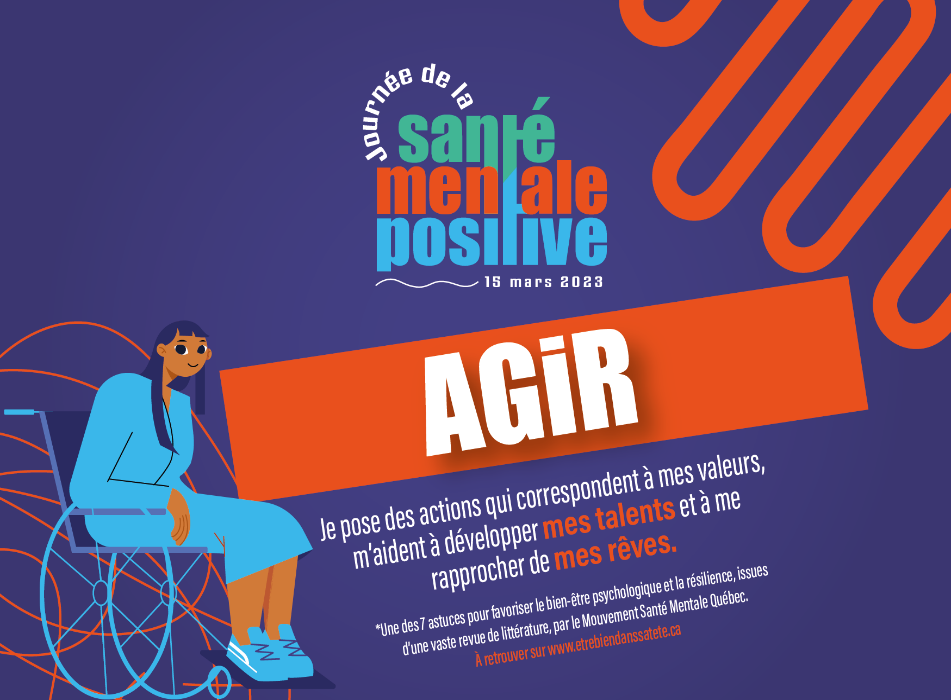 Journée de la
santé
mentale
positive
15 mars 2023
AGiR
Je pose des actions qui correspondent à mes valeurs,
m'aident à développer mes talents et à me
rapprocher de mes rêves.
*Une des 7 astuces pour favoriser le bien-être psychologique et la résilience, issues
d'une vaste revue de littérature, par le Mouvement Santé Mentale Québec.
À retrouver sur www.etrebiendanssatete.ca